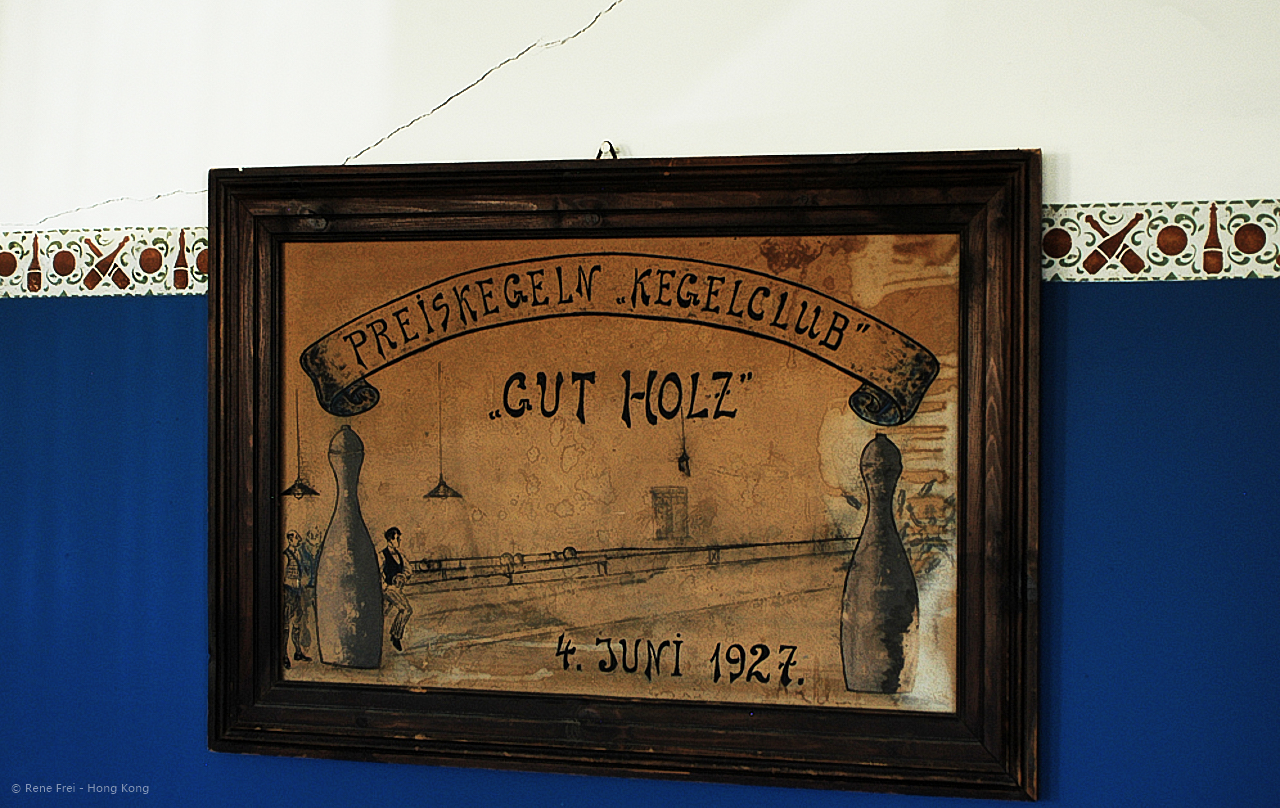 PREISKEGELN „KEGELCLUB”
„GUT HOLZ”
4. JUNI 1927.
© Rene Frei - Hong Kong